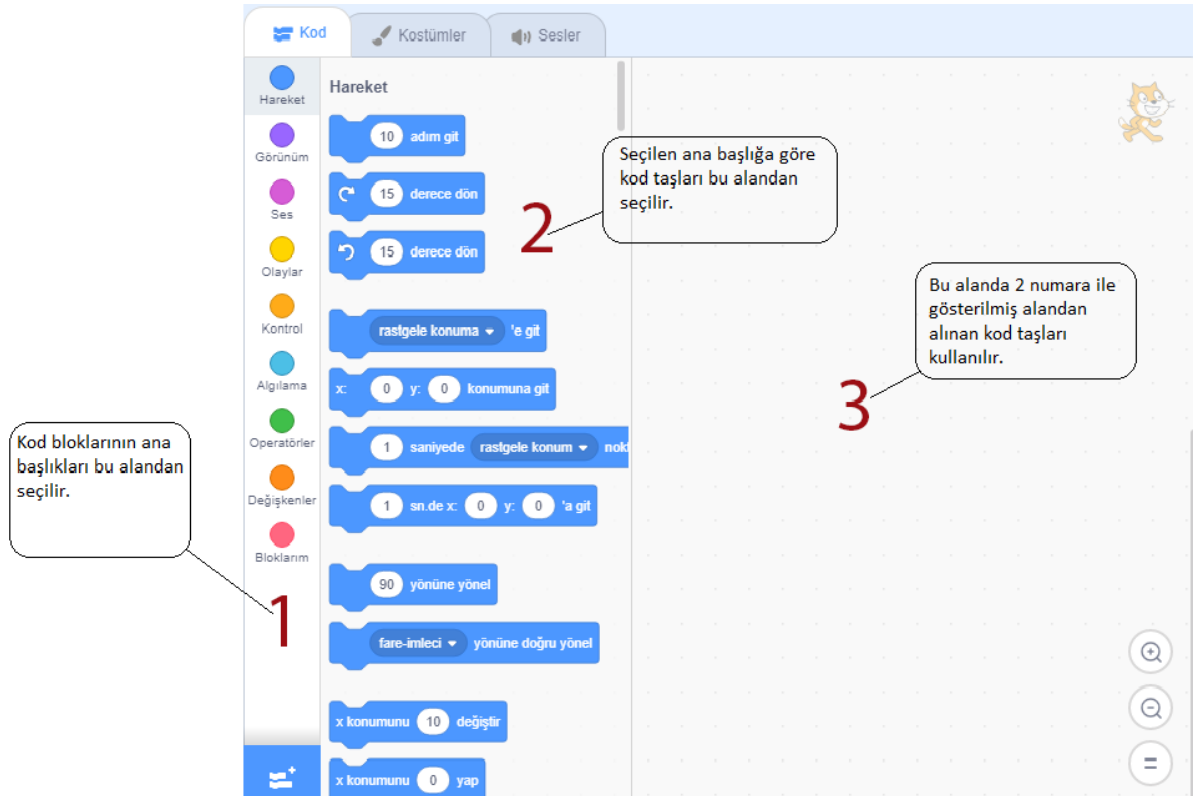 Kod
Kostümler
Sesler
Hareket
Görünüm
Ses
Olaylar
Kontrol
Algılama
Operatörler
Değişkenler
Bloklarım
Hareket
10 adım git
15 derece dön
15 derece dön
rastgele konuma 'e git
x: 0 y: 0 konumuna git
1 saniyede rastgele konum
1 sn.de x: 0 y: 0 'a git
90 yönüne yönel
fare-imleci yönüne doğru yönel
x konumunu 10 değiştir
x konumunu 0 yap
Kod bloklarının ana
başlıkları bu alandan
seçilir.
1
Seçilen ana başlığa göre
kod taşları bu alandan
seçilir.
2
Bu alanda 2 numara ile
gösterilmiş alandan
alınan kod taşları
kullanılır.
3